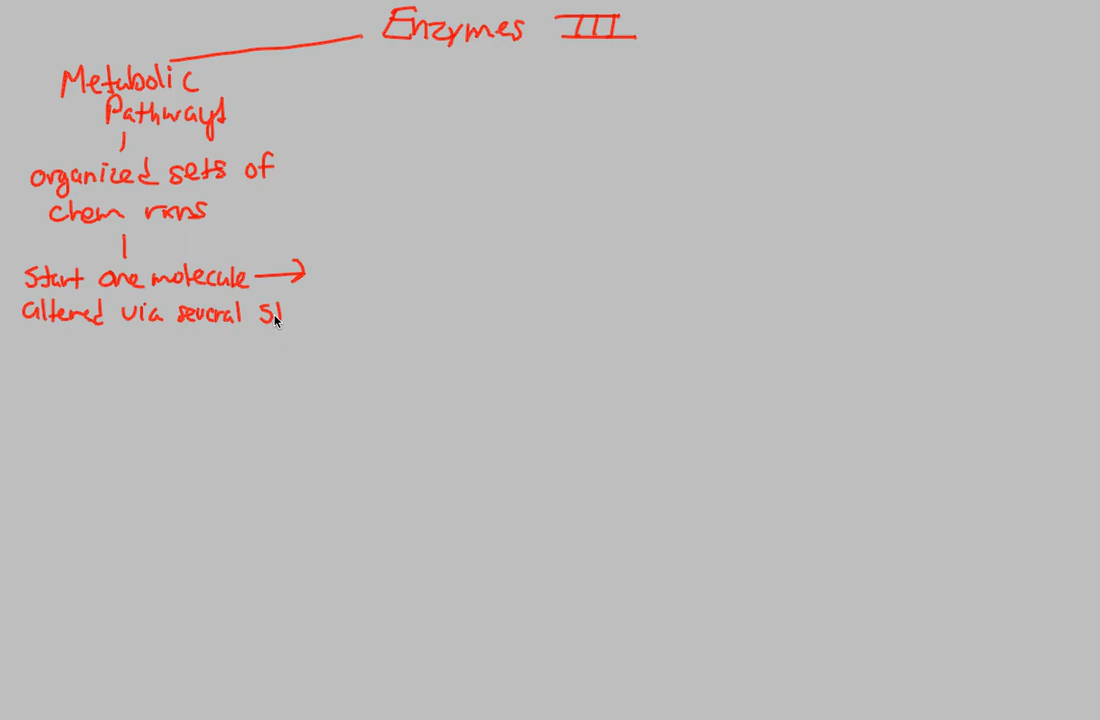 Enzymes III
Metabolic
Pathways
organized sets of
chem rxns
Start one molecule →
altered via several